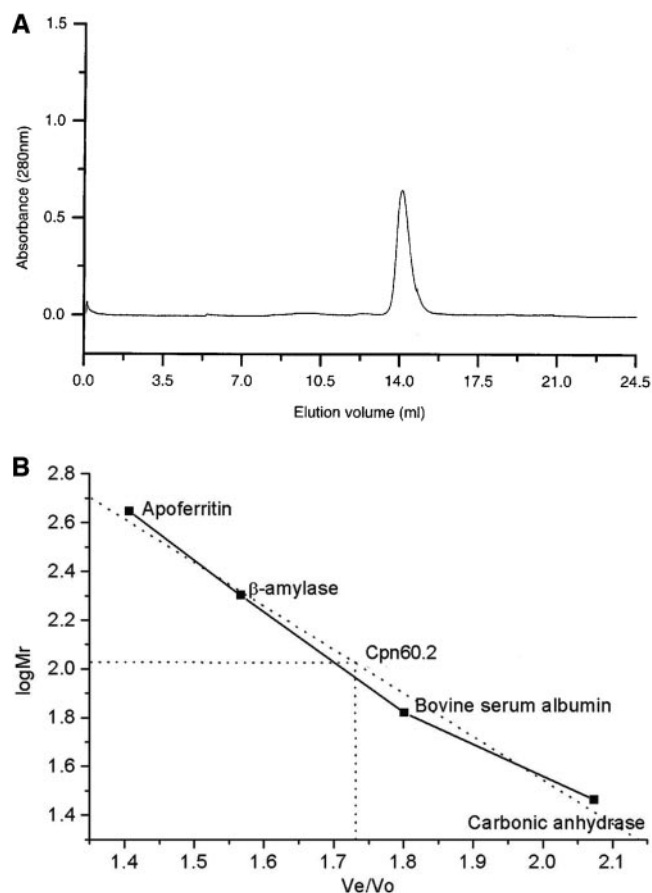 A
Absorbance (280nm)
1.5
1.0
0.5
0.0
0.0 3.5 7.0 10.5 14.0 17.5 21.0 24.5
Elution volume (ml)
B
logMr
2.8
2.6
2.4
2.2
2.0
1.8
1.6
1.4
Apoferritin
β-amylase
Cpn60.2
Bovine serum albumin
Carbonic anhydrase
1.4 1.5 1.6 1.7 1.8 1.9 2.0 2.1
Ve/Vo